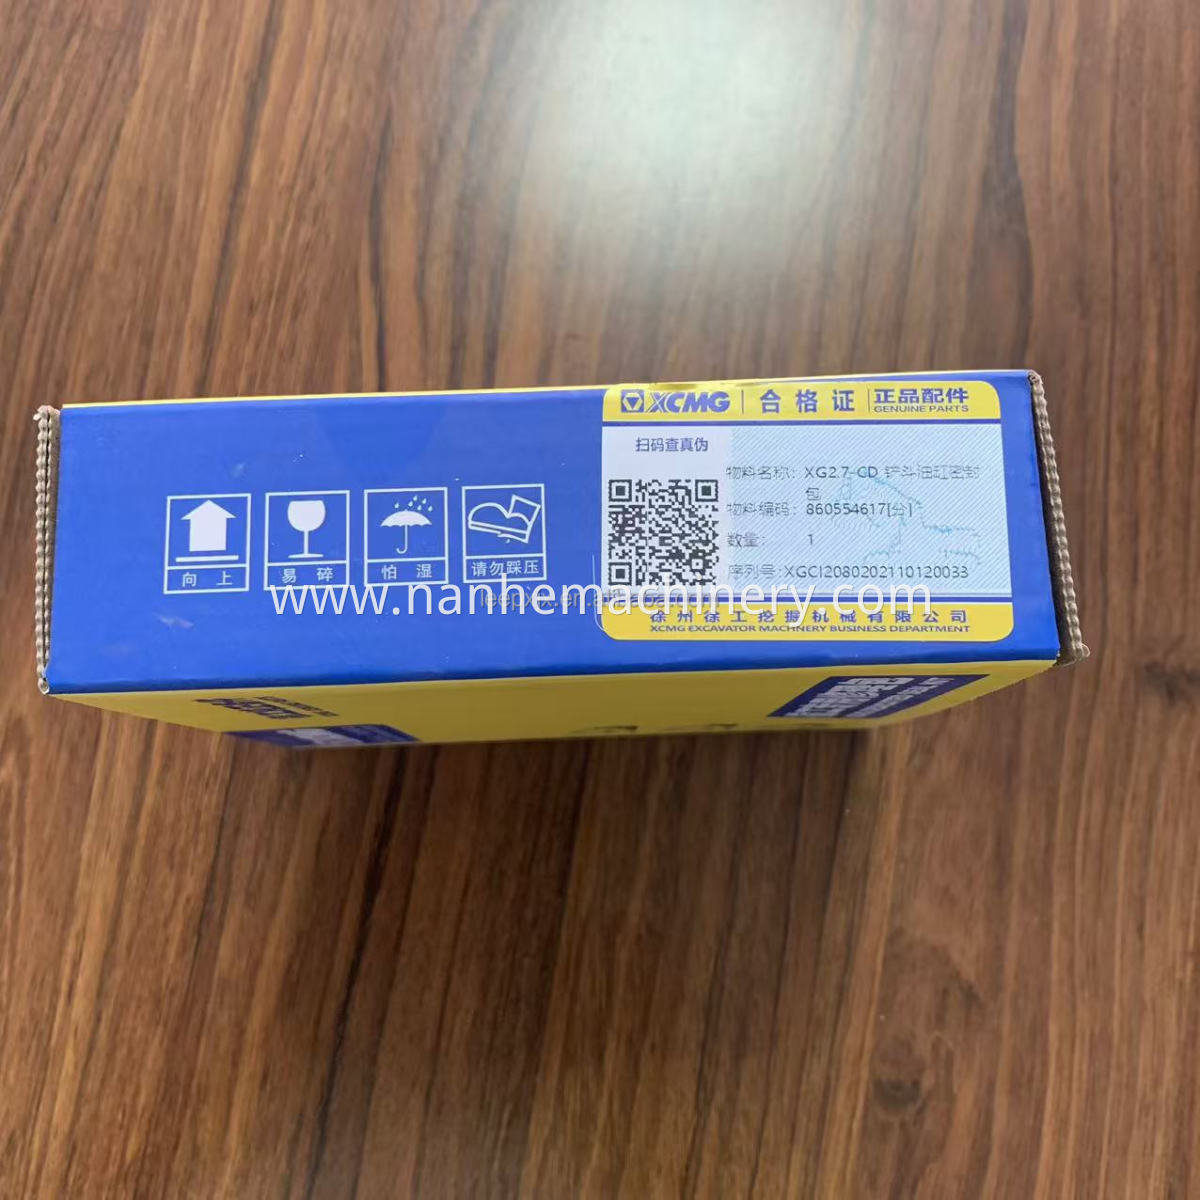 XCMG 合格证 正品配件
GENUINE PARTS
扫码查真伪
物料名称: XG2.7-CD 铲斗油缸密封
包
物料编码: 860554617[分]
数量: 1
序列号: XGCI2080202110120033
向上 易碎 怕湿 请勿踩压
www.nanhemachinery.com
徐州徐工挖掘机械有限公司
XCMG EXCAVATOR MACHINERY BUSINESS DEPARTMENT